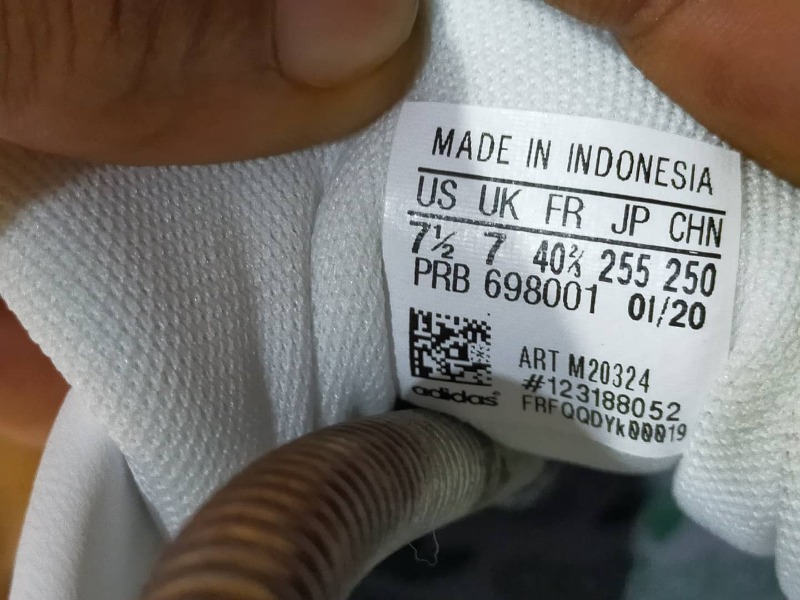 MADE IN INDONESIA
US UK FR JP CHN
7½ 7 40⅔ 255 250
PRB 698001 01/20
ART M20324
#123188052
adidas
FRFQQDYk00019